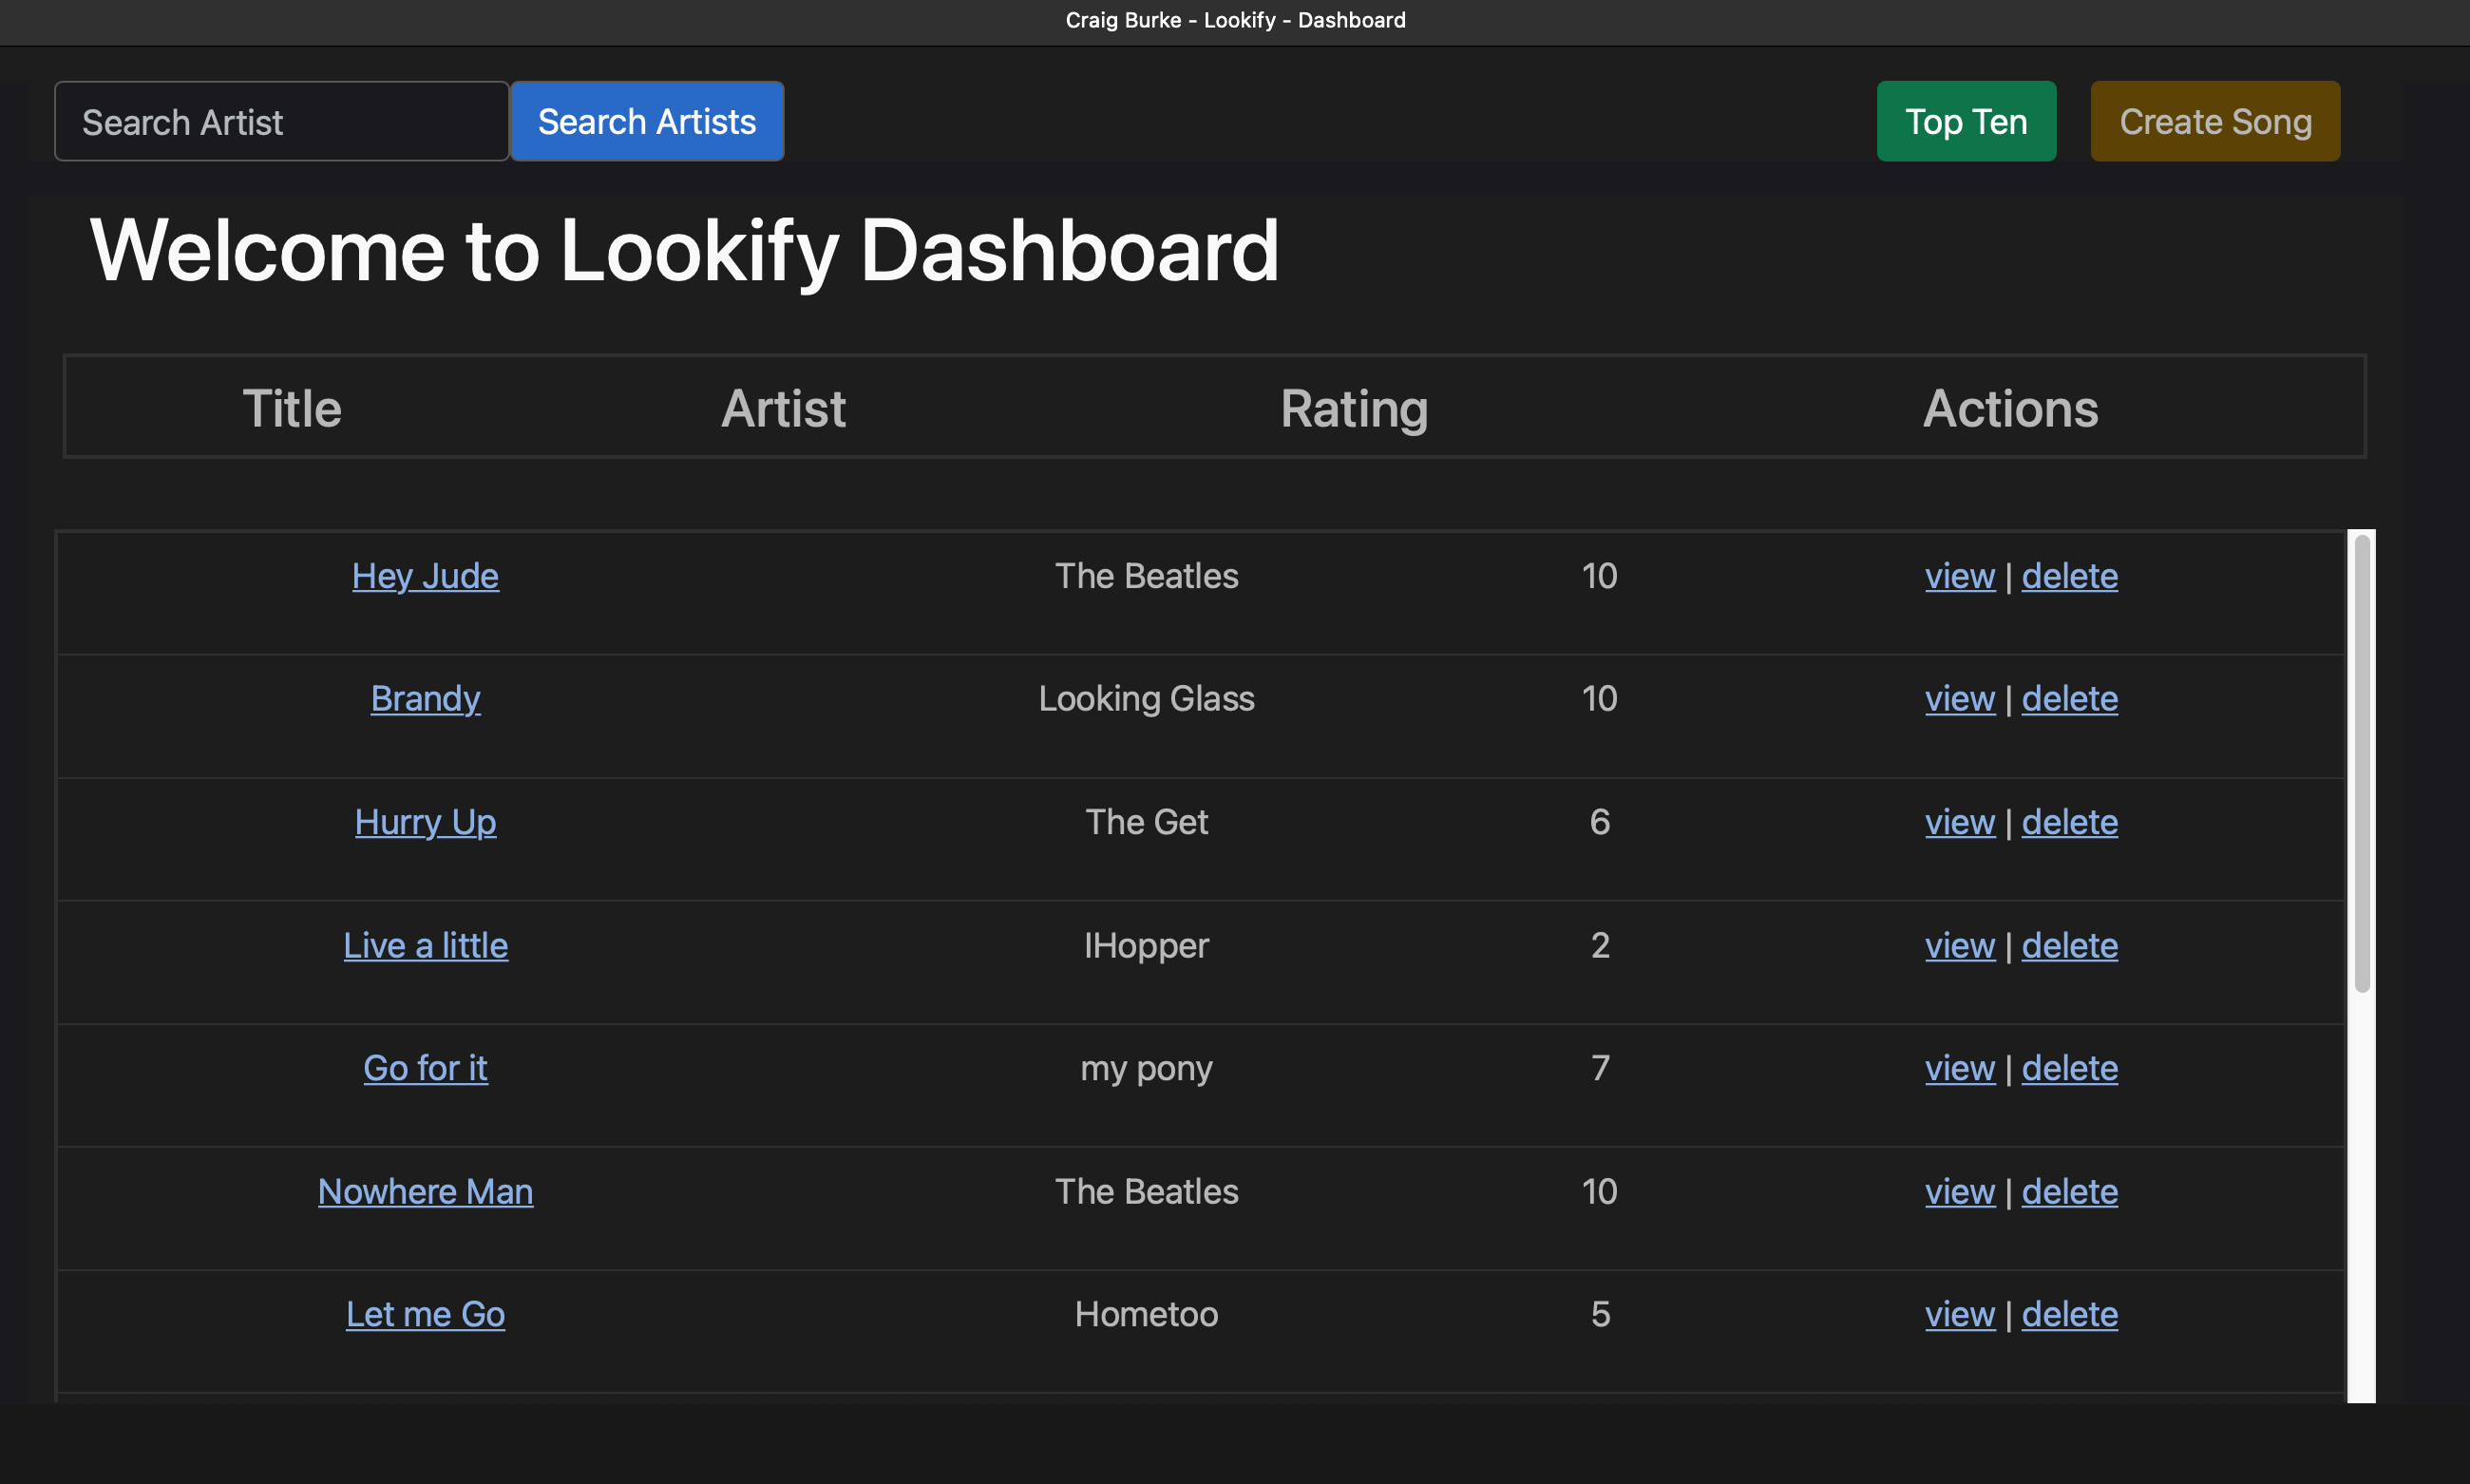 Craig Burke - Lookify - Dashboard
Search Artist Search Artists Top Ten Create Song
Welcome to Lookify Dashboard
Title Artist Rating Actions
Hey Jude The Beatles 10 view | delete
Brandy Looking Glass 10 view | delete
Hurry Up The Get 6 view | delete
Live a little IHopper 2 view | delete
Go for it my pony 7 view | delete
Nowhere Man The Beatles 10 view | delete
Let me Go Hometoo 5 view | delete